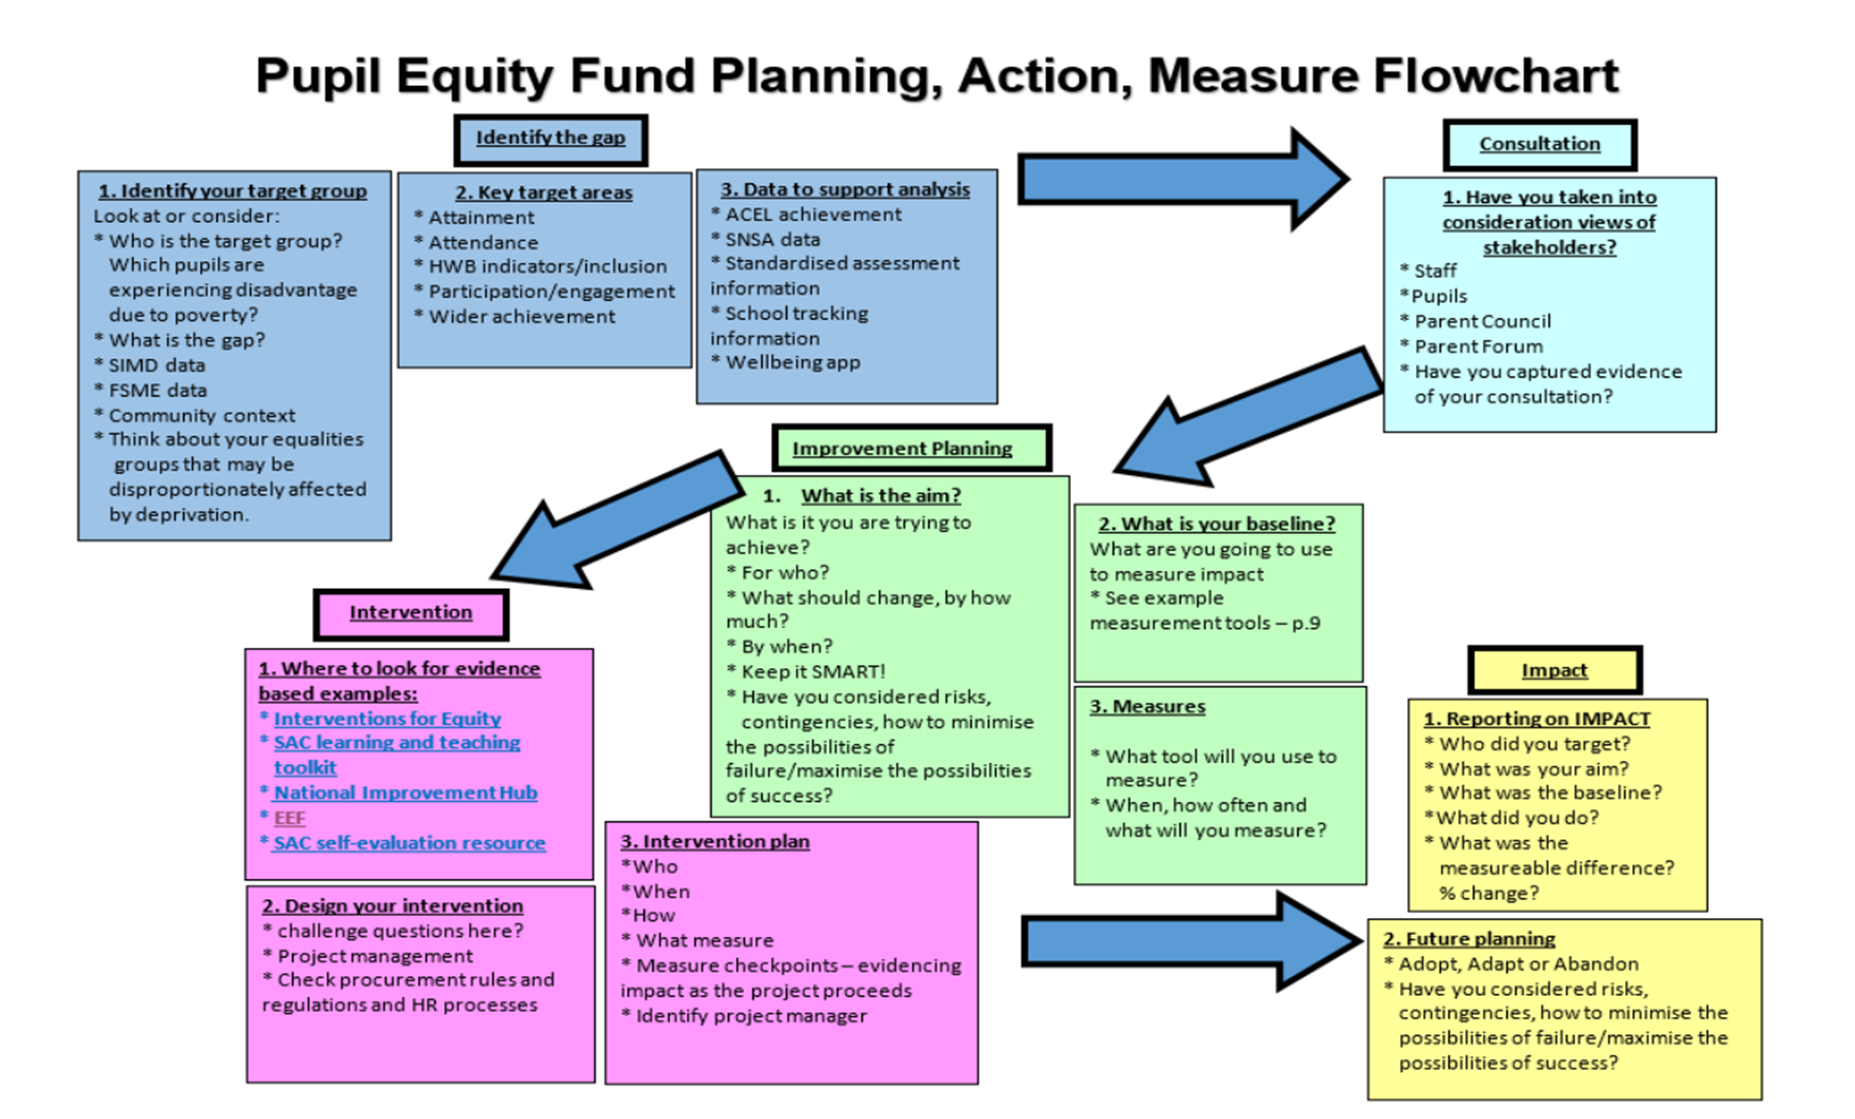 Pupil Equity Fund Planning, Action, Measure Flowchart
Identify the gap
1. Identify your target group
Look at or consider:
* Who is the target group?
Which pupils are
experiencing disadvantage
due to poverty?
* What is the gap?
* SIMD data
* FSME data
* Community context
* Think about your equalities
groups that may be
disproportionately affected
by deprivation.
2. Key target areas
* Attainment
* Attendance
* HWB indicators/inclusion
* Participation/engagement
* Wider achievement
3. Data to support analysis
* ACEL achievement
* SNSA data
* Standardised assessment
information
* School tracking
information
* Wellbeing app
Consultation
1. Have you taken into
consideration views of
stakeholders?
* Staff
*Pupils
* Parent Council
* Parent Forum
* Have you captured evidence
of your consultation?
Improvement Planning
1. What is the aim?
What is it you are trying to
achieve?
* For who?
* What should change, by how
much?
* By when?
* Keep it SMART!
* Have you considered risks,
contingencies, how to minimise
the possibilities of
failure/maximise the possibilities
of success?
2. What is your baseline?
What are you going to use
to measure impact
* See example
measurement tools – p.9
3. Measures
* What tool will you use to
measure?
* When, how often and
what will you measure?
Intervention
1. Where to look for evidence
based examples:
* Interventions for Equity
* SAC learning and teaching
toolkit
* National Improvement Hub
* EEF
* SAC self-evaluation resource
2. Design your intervention
* challenge questions here?
* Project management
* Check procurement rules and
regulations and HR processes
3. Intervention plan
*Who
*When
*How
* What measure
* Measure checkpoints – evidencing
impact as the project proceeds
* Identify project manager
Impact
1. Reporting on IMPACT
* Who did you target?
* What was your aim?
* What was the baseline?
*What did you do?
* What was the
measureable difference?
% change?
2. Future planning
* Adopt, Adapt or Abandon
* Have you considered risks,
contingencies, how to minimise the
possibilities of failure/maximise the
possibilities of success?